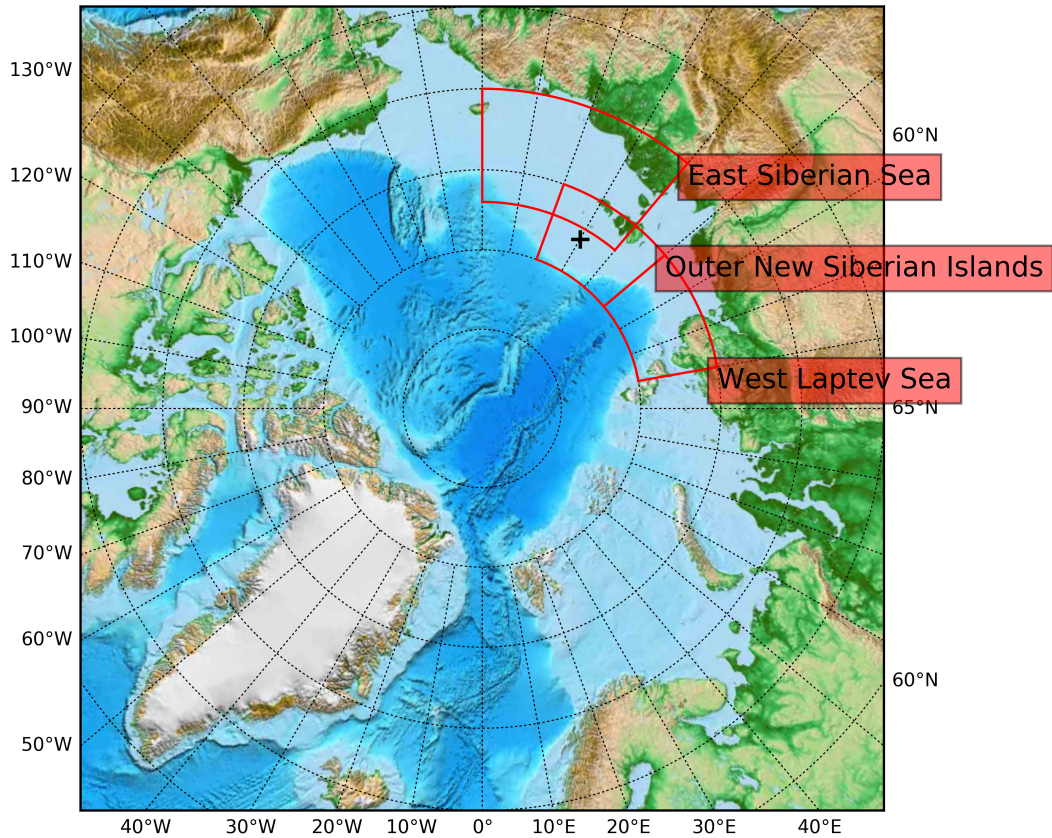 130°W
60°N
120°W
East Siberian Sea
110°W
Outer New Siberian Islands
100°W
West Laptev Sea
90°W
65°N
80°W
70°W
60°W
60°N
50°W
40°W 30°W 20°W 10°W 0° 10°E 20°E 30°E 40°E